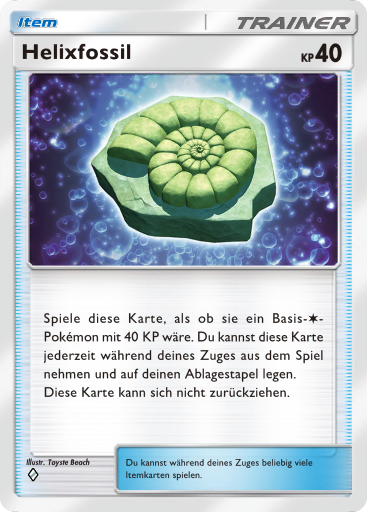 Item
TRAINER
Helixfossil
KP40
Spiele diese Karte, als ob sie ein Basis-✶-
Pokémon mit 40 KP wäre. Du kannst diese Karte
jederzeit während deines Zuges aus dem Spiel
nehmen und auf deinen Ablagestapel legen.
Diese Karte kann sich nicht zurückziehen.
Illustr. Toyste Beach
Du kannst während deines Zuges beliebig viele
Itemkarten spielen.